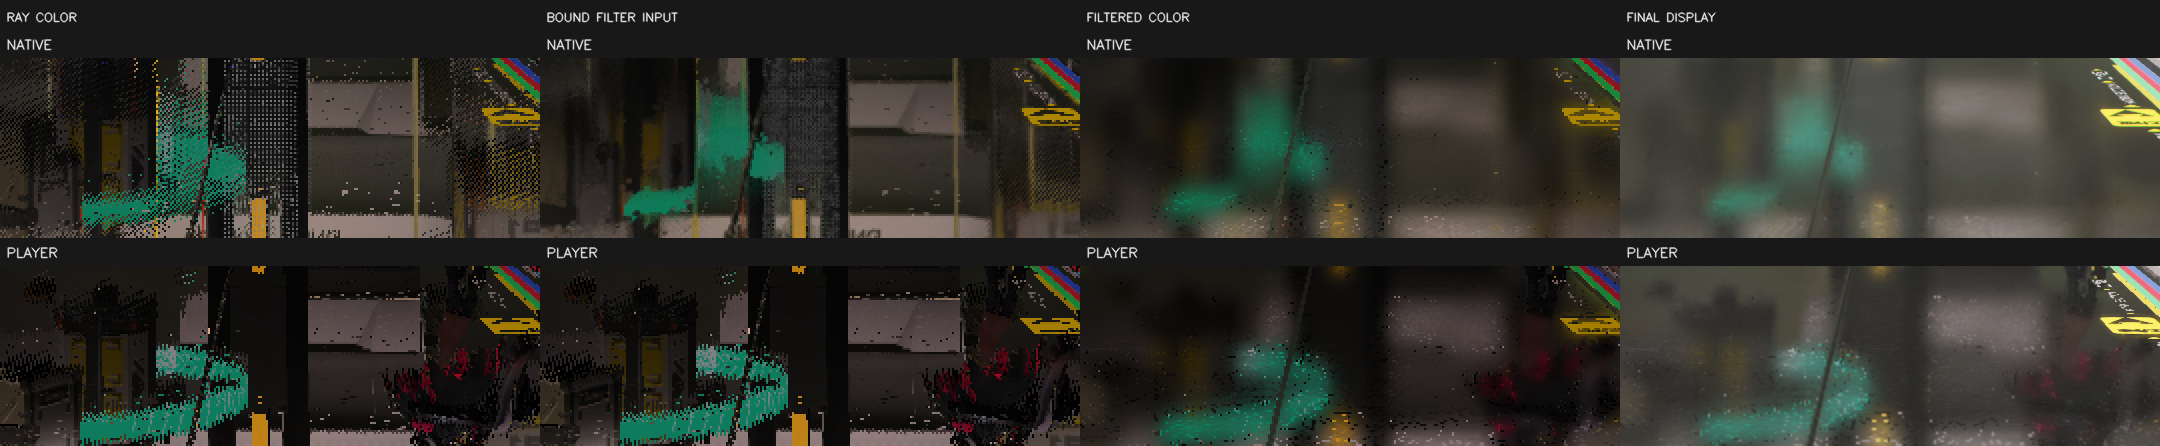 RAY COLOR
BOUND FILTER INPUT
FILTERED COLOR
FINAL DISPLAY
NATIVE
NATIVE
NATIVE
NATIVE
PLAYER
PLAYER
PLAYER
PLAYER